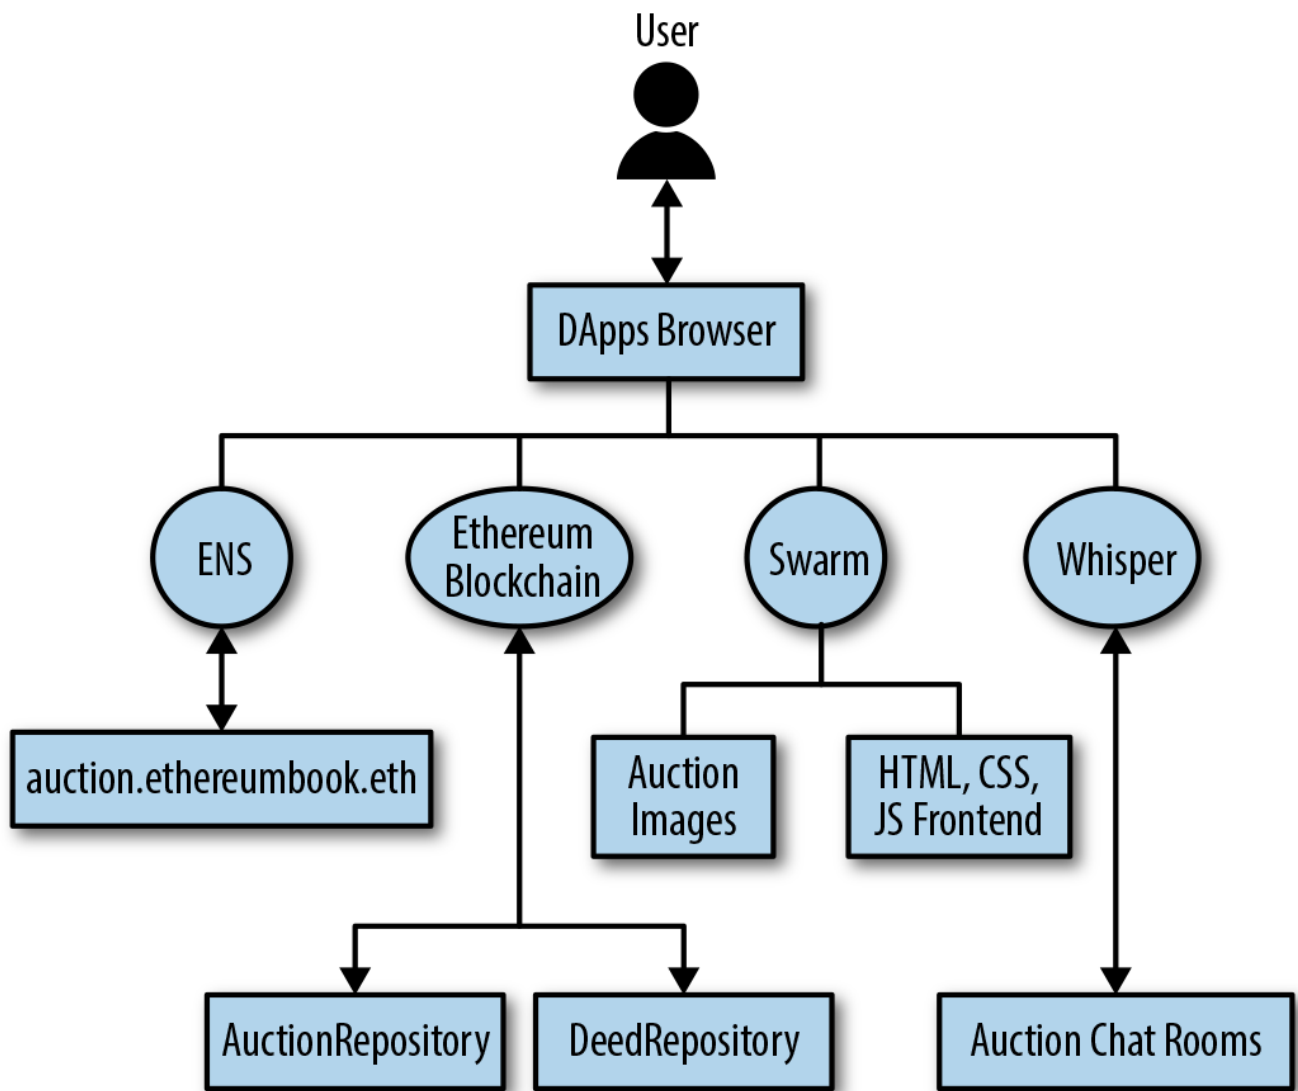 User
DApps Browser
ENS
Ethereum
Blockchain
Swarm
Whisper
auction.ethereumbook.eth
Auction
Images
HTML, CSS,
JS Frontend
AuctionRepository
DeedRepository
Auction Chat Rooms